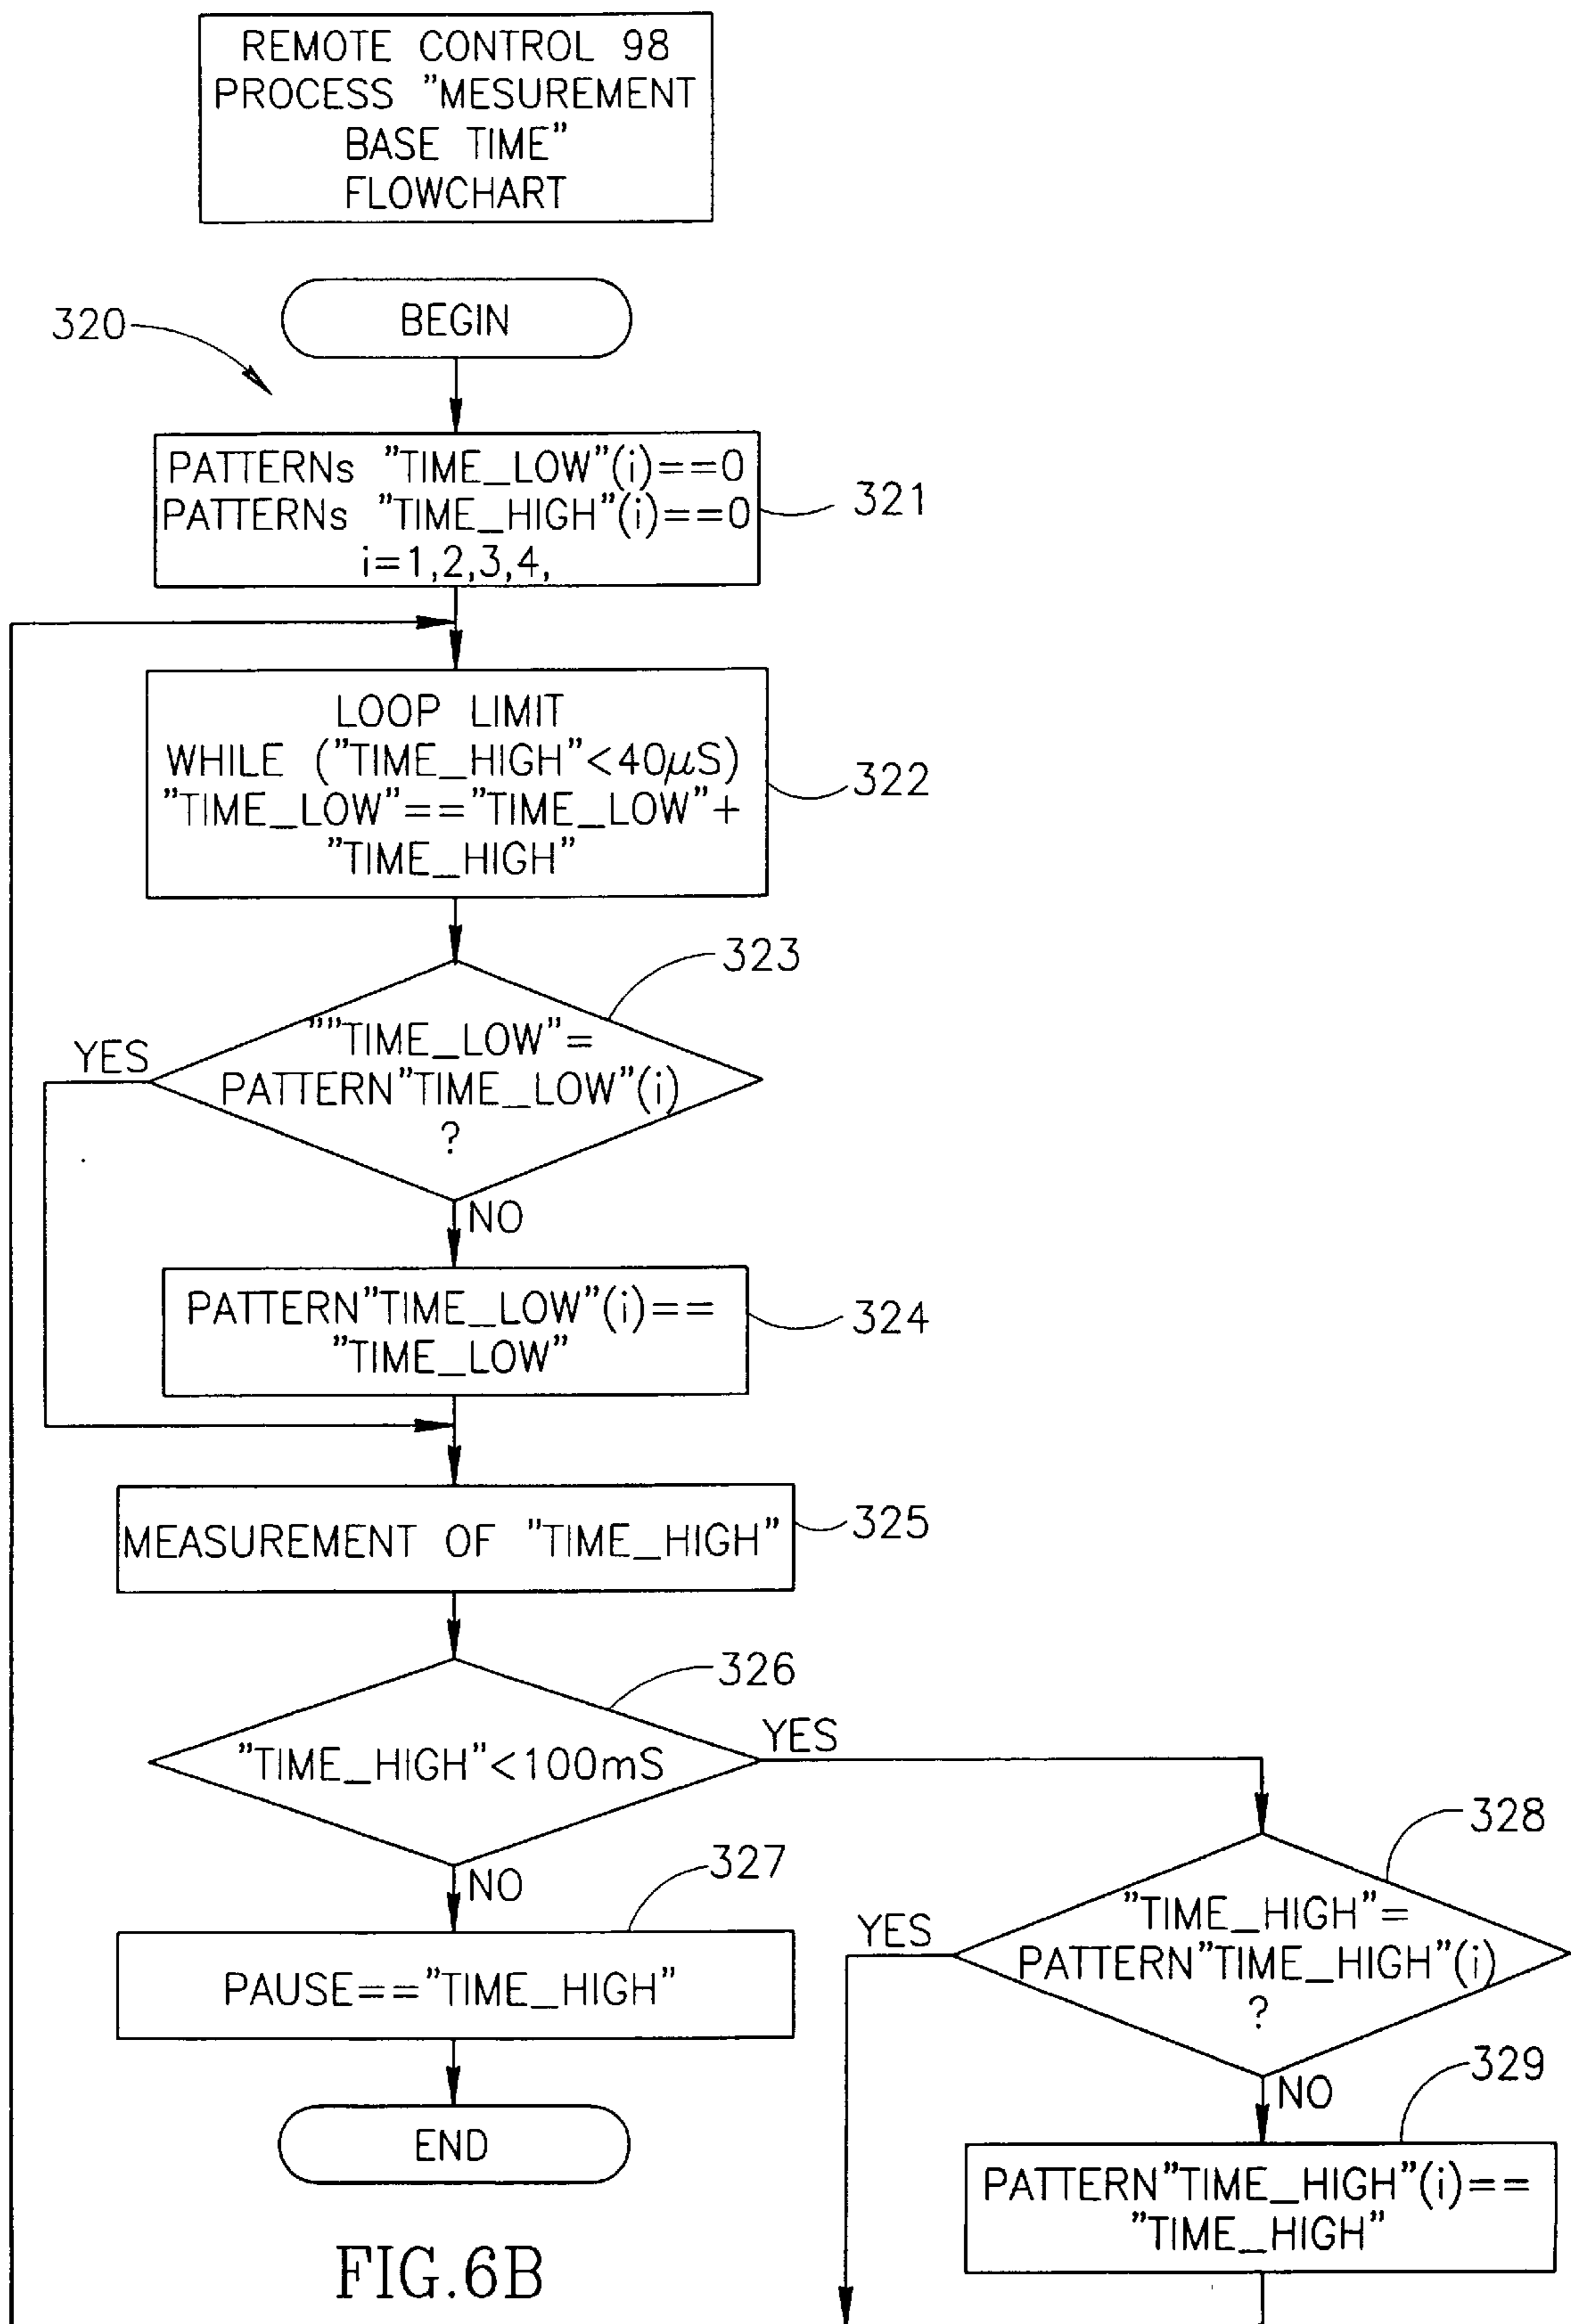 REMOTE CONTROL 98
PROCESS "MESUREMENT
BASE TIME"
FLOWCHART
BEGIN
320
PATTERNs "TIME_LOW"(i)==0
PATTERNs "TIME_HIGH"(i)==0
i=1,2,3,4,
321
LOOP LIMIT
WHILE ("TIME_HIGH"<40μS)
"TIME_LOW"=="TIME_LOW"+
"TIME_HIGH"
322
323
""TIME_LOW"=
PATTERN"TIME_LOW"(i)
?
YES
NO
PATTERN"TIME_LOW"(i)==
"TIME_LOW"
324
MEASUREMENT OF "TIME_HIGH"
325
326
"TIME_HIGH"<100mS
YES
NO
327
PAUSE=="TIME_HIGH"
END
328
"TIME_HIGH"=
PATTERN"TIME_HIGH"(i)
?
YES
NO
329
PATTERN"TIME_HIGH"(i)==
"TIME_HIGH"
FIG.6B